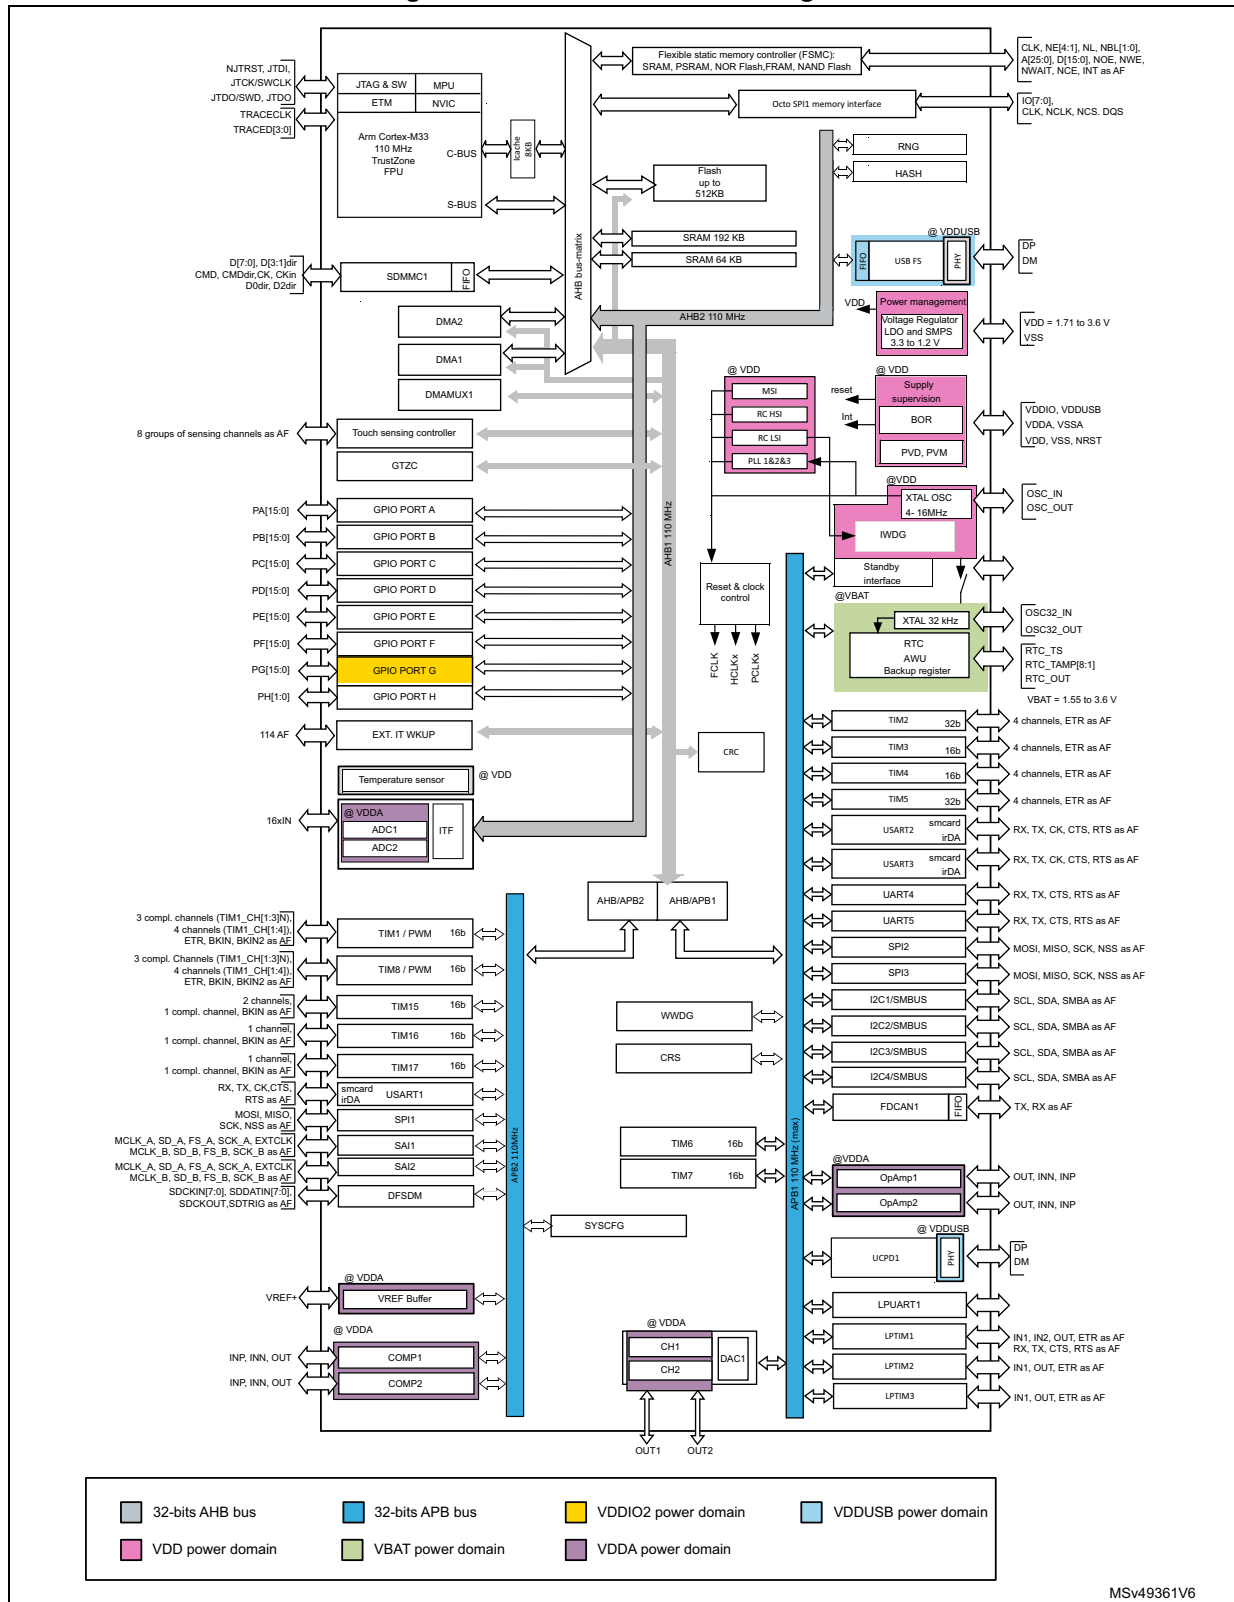 NJTRST, JTDI,
JTCK/SWCLK
JTDO/SWD, JTDO
TRACECLK
TRACED[3:0]
JTAG & SW
MPU
ETM
NVIC
Arm Cortex-M33
110 MHz
TrustZone
FPU
C-BUS
S-BUS
Icache
8KB
AHB bus-matrix
Flexible static memory controller (FSMC):
SRAM, PSRAM, NOR Flash,FRAM, NAND Flash
CLK, NE[4:1], NL, NBL[1:0],
A[25:0], D[15:0], NOE, NWE,
NWAIT, NCE, INT as AF
Octo SPI1 memory interface
IO[7:0],
CLK, NCLK, NCS. DQS
RNG
HASH
Flash
up to
512KB
SRAM 192 KB
SRAM 64 KB
@ VDDUSB
FIFO
USB FS
PHY
DP
DM
D[7:0], D[3:1]dir
CMD, CMDdir,CK, CKin
D0dir, D2dir
SDMMC1
FIFO
AHB2 110 MHz
VDD
Power management
Voltage Regulator
LDO and SMPS
3.3 to 1.2 V
VDD = 1.71 to 3.6 V
VSS
DMA2
DMA1
DMAMUX1
@ VDD
MSI
RC HSI
RC LSI
PLL 1&2&3
@ VDD
reset
Int
Supply
supervision
BOR
PVD, PVM
VDDIO, VDDUSB
VDDA, VSSA
VDD, VSS, NRST
8 groups of sensing channels as AF
Touch sensing controller
GTZC
@VDD
XTAL OSC
4- 16MHz
IWDG
OSC_IN
OSC_OUT
Standby
interface
@VBAT
XTAL 32 kHz
RTC
AWU
Backup register
OSC32_IN
OSC32_OUT
RTC_TS
RTC_TAMP[8:1]
RTC_OUT
VBAT = 1.55 to 3.6 V
AHB1 110 MHz
Reset & clock
control
FCLK
HCLKx
PCLKx
PA[15:0]
GPIO PORT A
PB[15:0]
GPIO PORT B
PC[15:0]
GPIO PORT C
PD[15:0]
GPIO PORT D
PE[15:0]
GPIO PORT E
PF[15:0]
GPIO PORT F
PG[15:0]
GPIO PORT G
PH[1:0]
GPIO PORT H
114 AF
EXT. IT WKUP
CRC
Temperature sensor
@ VDD
16xIN
@ VDDA
ADC1
ADC2
ITF
AHB/APB2
AHB/APB1
TIM2
32b
4 channels, ETR as AF
TIM3
16b
4 channels, ETR as AF
TIM4
16b
4 channels, ETR as AF
TIM5
32b
4 channels, ETR as AF
USART2
smcard
irDA
RX, TX, CK, CTS, RTS as AF
USART3
smcard
irDA
RX, TX, CK, CTS, RTS as AF
UART4
RX, TX, CTS, RTS as AF
UART5
RX, TX, CTS, RTS as AF
SPI2
MOSI, MISO, SCK, NSS as AF
SPI3
MOSI, MISO, SCK, NSS as AF
I2C1/SMBUS
SCL, SDA, SMBA as AF
I2C2/SMBUS
SCL, SDA, SMBA as AF
I2C3/SMBUS
SCL, SDA, SMBA as AF
I2C4/SMBUS
SCL, SDA, SMBA as AF
FDCAN1
FIFO
TX, RX as AF
3 compl. channels (TIM1_CH[1:3]N),
4 channels (TIM1_CH[1:4]),
ETR, BKIN, BKIN2 as AF
TIM1 / PWM
16b
3 compl. Channels (TIM1_CH[1:3]N),
4 channels (TIM1_CH[1:4]),
ETR, BKIN, BKIN2 as AF
TIM8 / PWM
16b
2 channels,
1 compl. channel, BKIN as AF
TIM15
16b
1 channel,
1 compl. channel, BKIN as AF
TIM16
16b
1 channel,
1 compl. channel, BKIN as AF
TIM17
16b
RX, TX, CK,CTS,
RTS as AF
smcard
irDA
USART1
MOSI, MISO,
SCK, NSS as AF
SPI1
MCLK_A, SD_A, FS_A, SCK_A, EXTCLK
MCLK_B, SD_B, FS_B, SCK_B as AF
SAI1
MCLK_A, SD_A, FS_A, SCK_A, EXTCLK
MCLK_B, SD_B, FS_B, SCK_B as AF
SAI2
SDCKIN[7:0], SDDATIN[7:0],
SDCKOUT,SDTRIG as AF
DFSDM
APB2 110MHz
SYSCFG
WWDG
CRS
TIM6
16b
TIM7
16b
APB1 110 MHz (max)
@VDDA
OpAmp1
OUT, INN, INP
OpAmp2
OUT, INN, INP
@ VDDUSB
UCPD1
PHY
DP
DM
LPUART1
LPTIM1
IN1, IN2, OUT, ETR as AF
RX, TX, CTS, RTS as AF
LPTIM2
IN1, OUT, ETR as AF
LPTIM3
IN1, OUT, ETR as AF
@ VDDA
VREF+
VREF Buffer
@ VDDA
INP, INN, OUT
COMP1
INP, INN, OUT
COMP2
@ VDDA
CH1
CH2
DAC1
OUT1
OUT2
32-bits AHB bus
32-bits APB bus
VDDIO2 power domain
VDDUSB power domain
VDD power domain
VBAT power domain
VDDA power domain
MSv49361V6